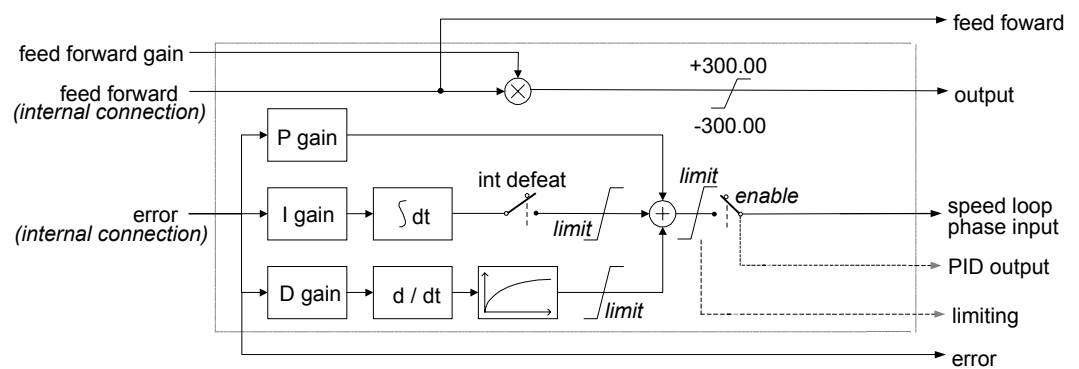 feed foward
feed forward gain
+300.00
feed forward
(internal connection)
output
-300.00
P gain
int defeat
limit
enable
error
(internal connection)
I gain
∫ dt
limit
speed loop
phase input
PID output
D gain
d / dt
limit
limiting
error